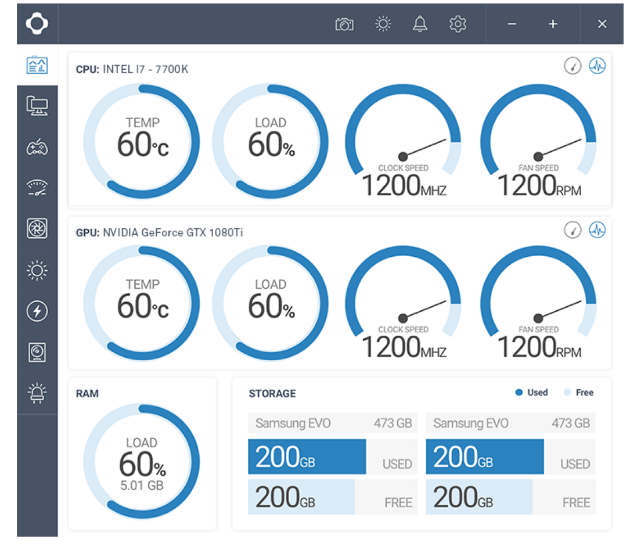 CPU: INTEL I7 - 7700K
TEMP
60°C
LOAD
60%
CLOCK SPEED
1200MHZ
FAN SPEED
1200RPM
GPU: NVIDIA GeForce GTX 1080Ti
TEMP
60°C
LOAD
60%
CLOCK SPEED
1200MHZ
FAN SPEED
1200RPM
RAM
LOAD
60%
5.01 GB
STORAGE
Used
Free
Samsung EVO 473 GB
200GB USED
200GB FREE
Samsung EVO 473 GB
200GB USED
200GB FREE